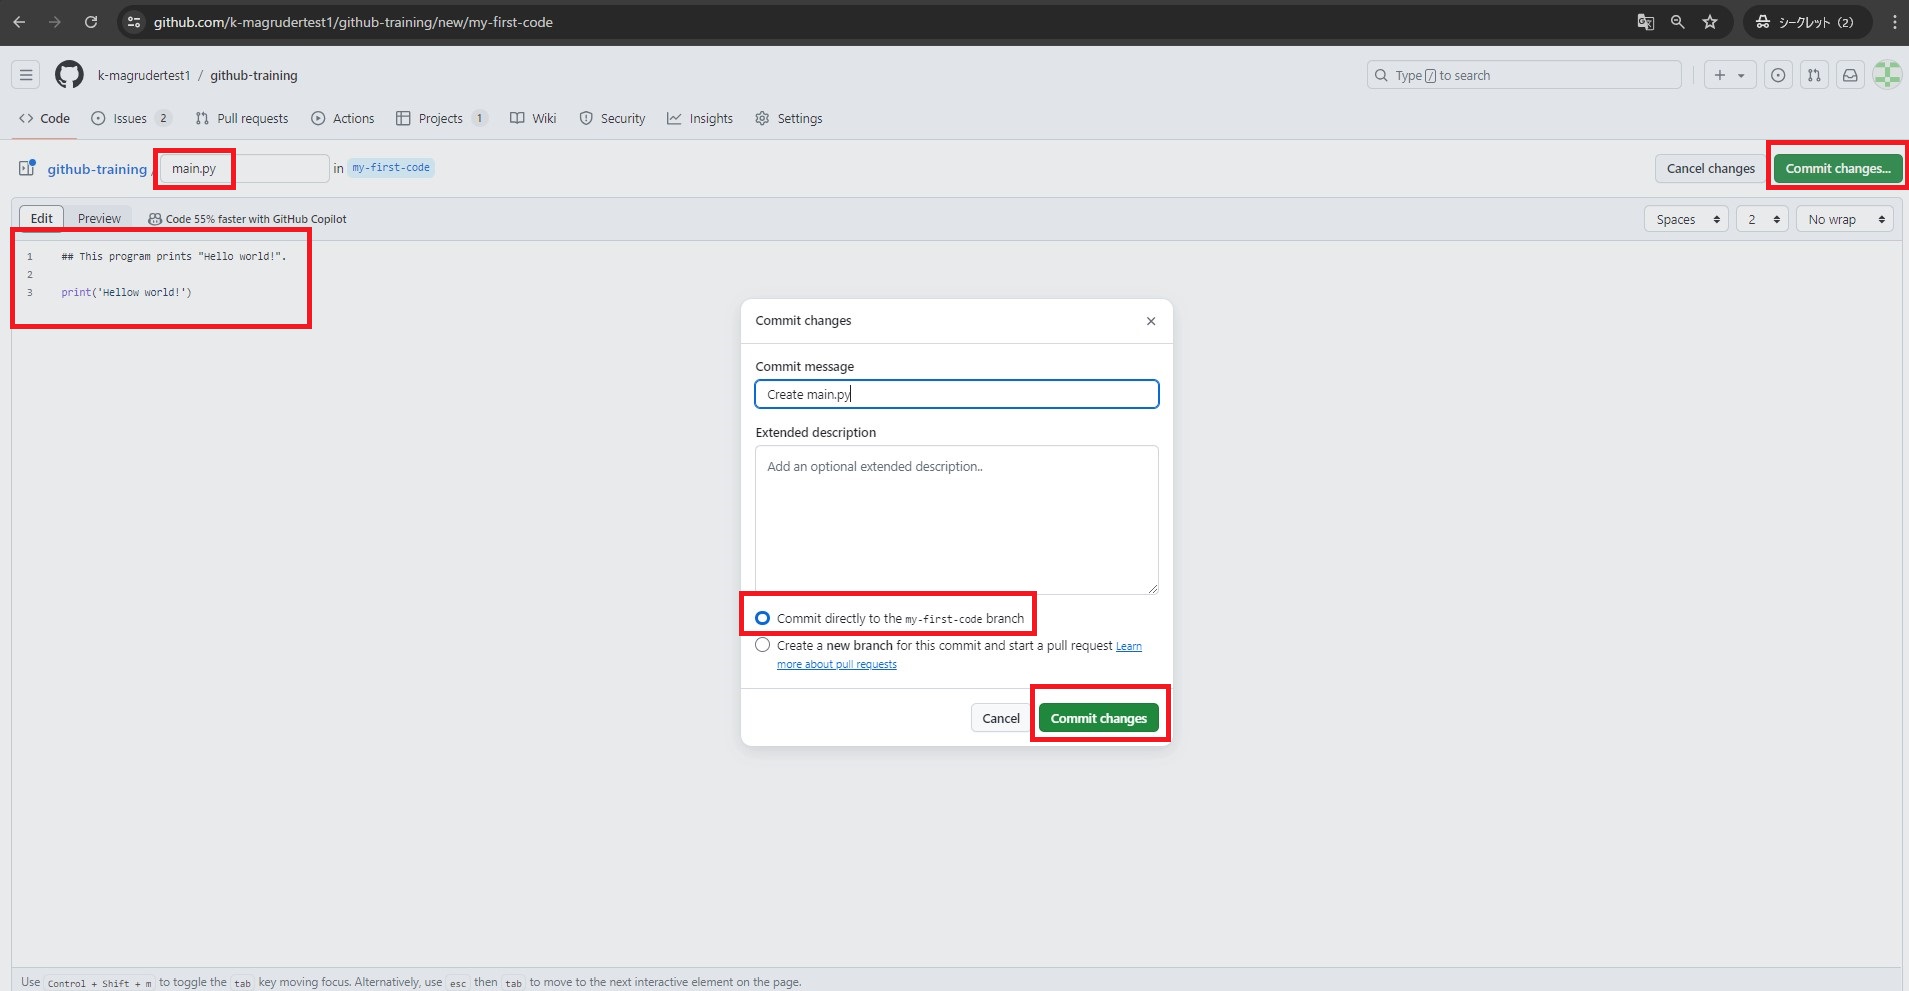 github.com/k-magrudertest1/github-training/new/my-first-code
シークレット (2)
k-magrudertest1 / github-training
Type / to search
Code
Issues 2
Pull requests
Actions
Projects 1
Wiki
Security
Insights
Settings
github-training / main.py in my-first-code
Cancel changes
Commit changes...
Edit
Preview
Code 55% faster with GitHub Copilot
Spaces
2
No wrap
1 ## This program prints "Hello world!".
2
3 print('Hellow world!')
Commit changes
Commit message
Create main.py
Extended description
Add an optional extended description..
Commit directly to the my-first-code branch
Create a new branch for this commit and start a pull request Learn
more about pull requests
Cancel
Commit changes
Use Control + Shift + m to toggle the tab key moving focus. Alternatively, use esc then tab to move to the next interactive element on the page.